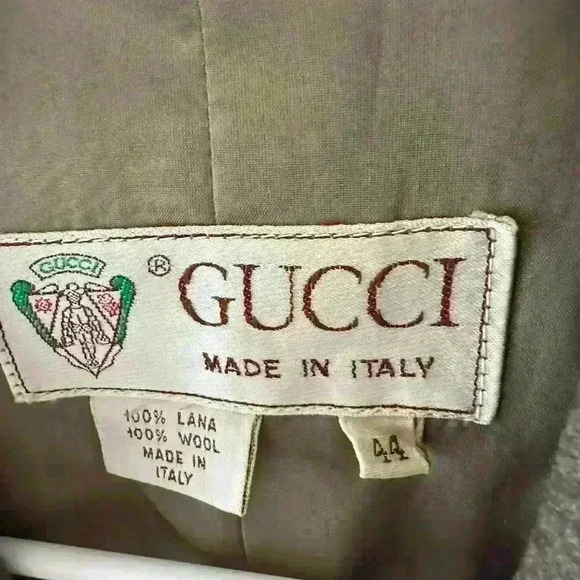 GUCCI
® GUCCI
MADE IN ITALY
100% LANA
100% WOOL
MADE IN
ITALY
44